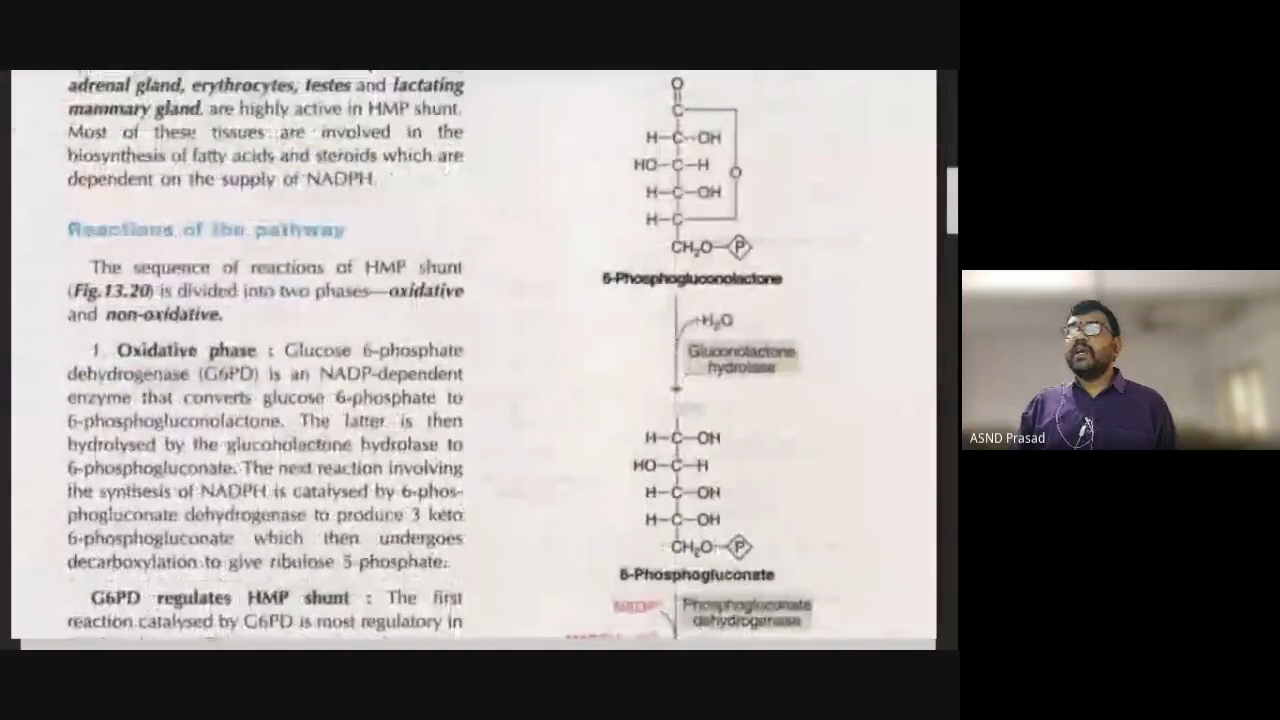 adrenal gland, erythrocytes, testes and lactating
mammary gland, are highly active in HMP shunt.
Most of these tissues are involved in the
biosynthesis of fatty acids and steroids which are
dependent on the supply of NADPH.
Reactions of the pathway
The sequence of reactions of HMP shunt
(Fig.13.20) is divided into two phases—oxidative
and non-oxidative.
1. Oxidative phase : Glucose 6-phosphate
dehydrogenase (G6PD) is an NADP-dependent
enzyme that converts glucose 6-phosphate to
6-phosphogluconolactone. The latter is then
hydrolysed by the gluconolactone hydrolase to
6-phosphogluconate. The next reaction involving
the synthesis of NADPH is catalysed by 6-phos-
phogluconate dehydrogenase to produce 3 keto
6-phosphogluconate which then undergoes
decarboxylation to give ribulose 5-phosphate.
G6PD regulates HMP shunt : The first
reaction catalysed by G6PD is most regulatory in
O
C
H–C–OH
HO–C–H
O
H–C–OH
H–C
CH₂O–P
6-Phosphogluconolactone
H₂O
Gluconolactone
hydrolase
H–C–OH
HO–C–H
H–C–OH
H–C–OH
CH₂O–P
6-Phosphogluconate
NADP⁺
Phosphogluconate
dehydrogenase
ASND Prasad